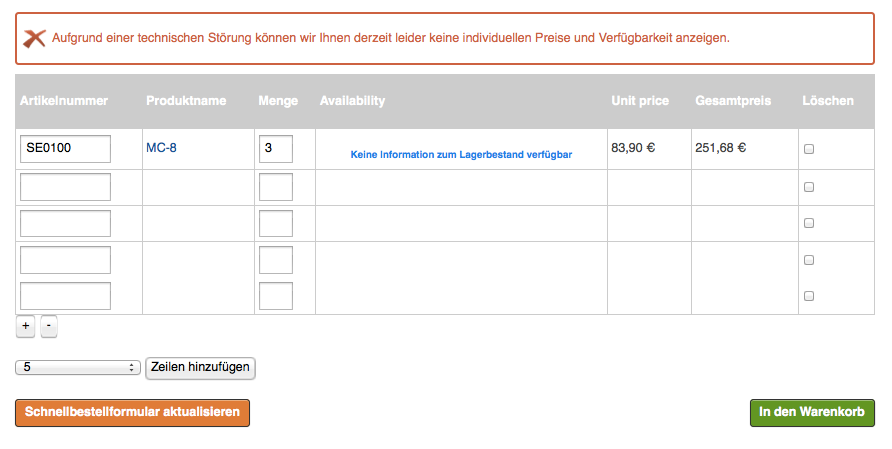 Aufgrund einer technischen Störung können wir Ihnen derzeit leider keine individuellen Preise und Verfügbarkeit anzeigen.
Artikelnummer Produktname Menge Availability Unit price Gesamtpreis Löschen
SE0100 MC-8 3 Keine Information zum Lagerbestand verfügbar 83,90 € 251,68 €
+ -
5 Zeilen hinzufügen
Schnellbestellformular aktualisieren In den Warenkorb